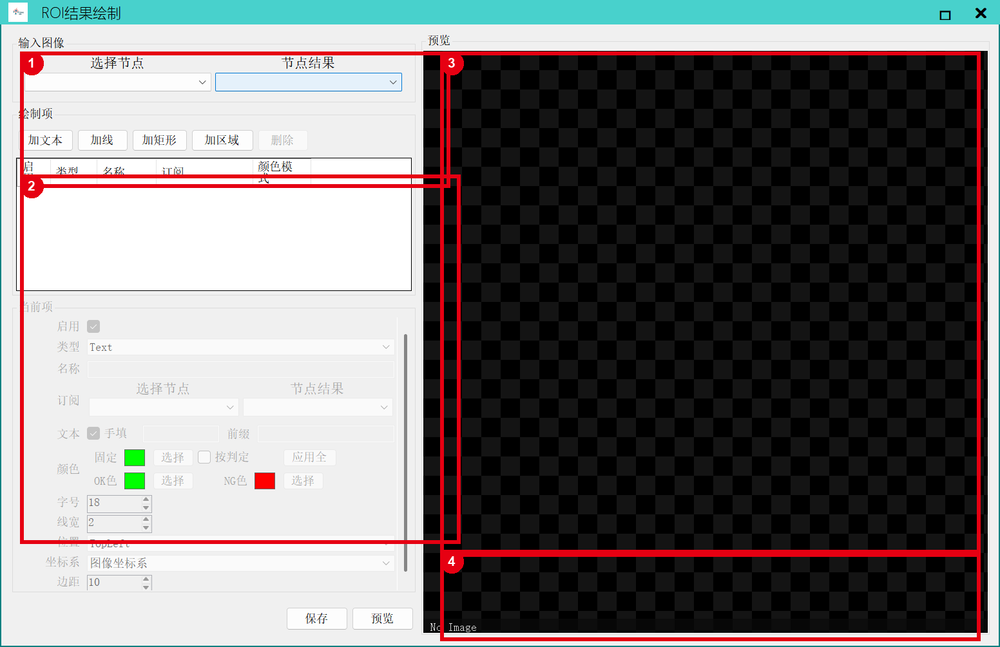 ROI结果绘制
输入图像
选择节点 节点结果
绘制项
加文本 加线 加矩形 加区域 删除
启用 类型 名称 订阅 颜色模式
当前项
启用
类型 Text
名称
选择节点 节点结果
订阅
文本 手填 前缀
颜色 固定 选择 按判定 应用全
OK色 选择 NG色 选择
字号 18
线宽 2
位置 TopLeft
坐标系 图像坐标系
边距 10
保存 预览
预览
1
2
3
4
No Image